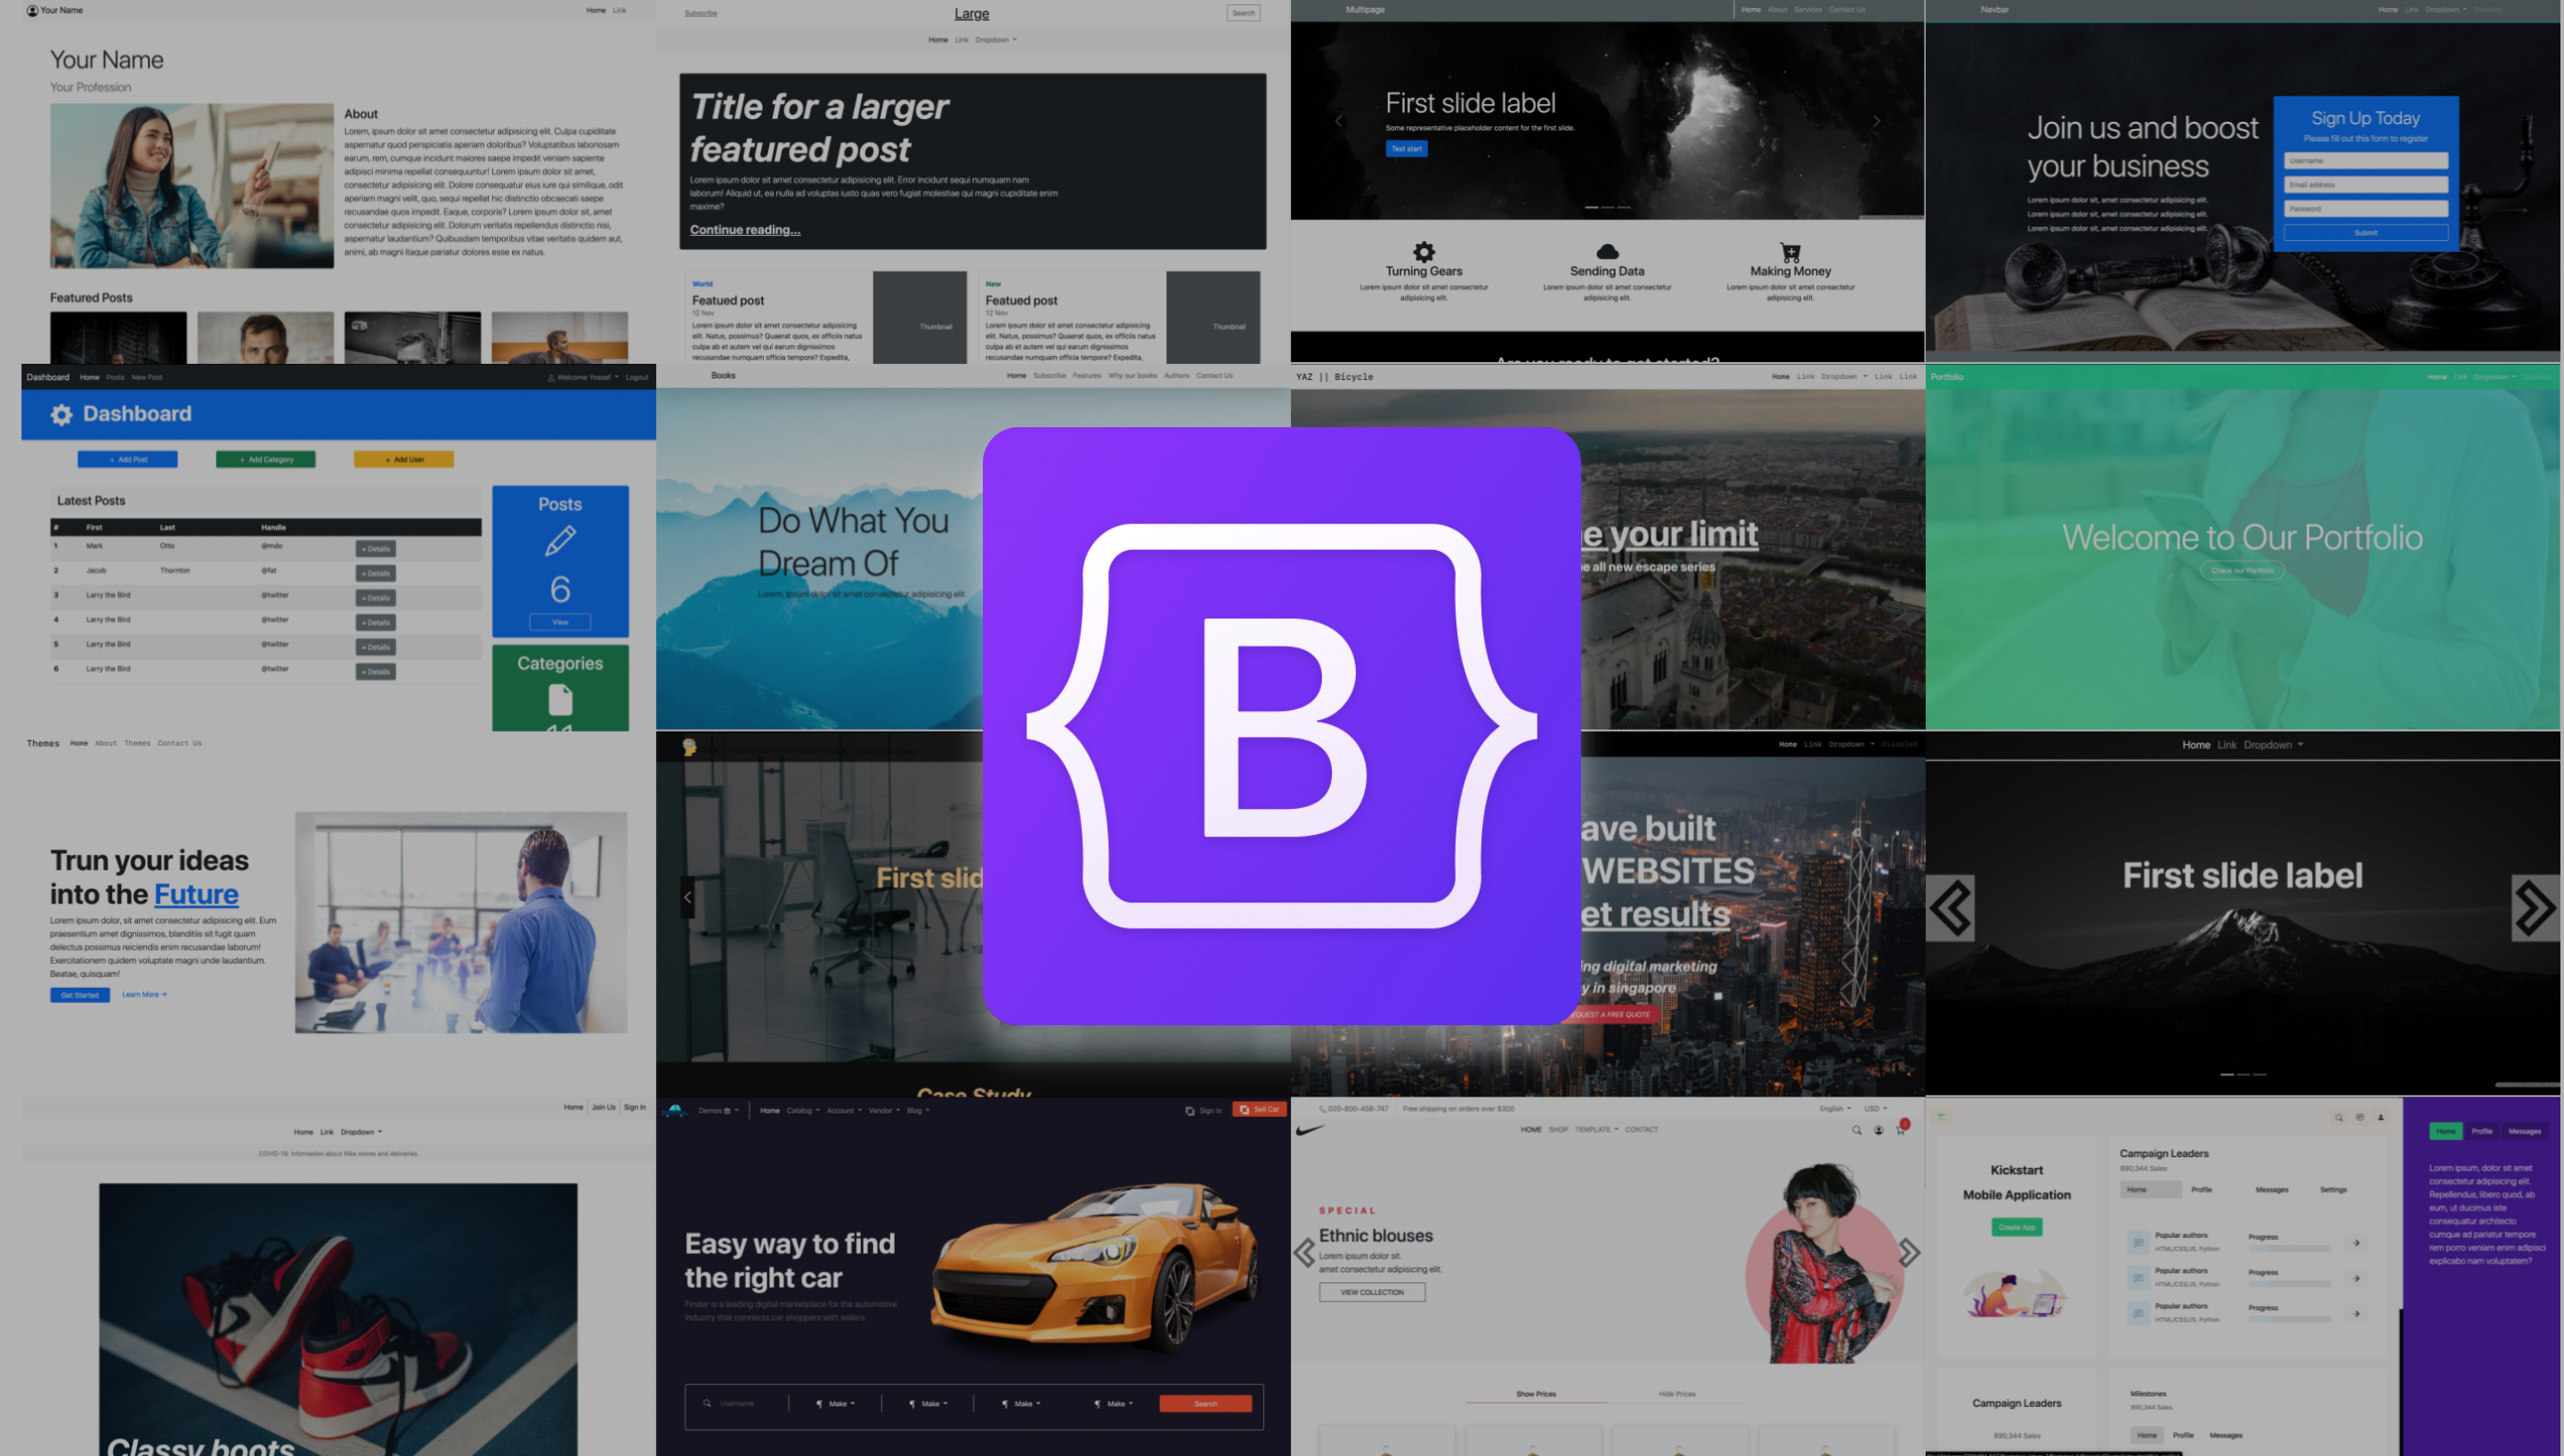 Your Name
Home Link
Your Name
Your Profession
About
Lorem, ipsum dolor sit amet consectetur adipisicing elit. Culpa cupiditate
aspernatur quod perspiciatis aperiam doloribus? Voluptatibus laboriosam
earum, rem, cumque incidunt maiores saepe impedit veniam sapiente
adipisci minima repellat consequuntur! Lorem ipsum dolor sit amet,
consectetur adipisicing elit. Dolore consequatur eius iure qui similique, odit
aperiam magni velit, quo, sequi repellat hic distinctio obcaecati saepe
recusandae quos impedit. Eaque, corporis? Lorem ipsum dolor sit, amet
consectetur adipisicing elit. Dolorum veritatis repellendus distinctio nisi,
aspernatur laudantium? Quibusdam temporibus vitae veritatis quidem aut,
animi, ab magni itaque pariatur dolores esse ex natus.
Featured Posts
Subscribe
Large
Search
Home Link Dropdown
Title for a larger
featured post
Lorem ipsum dolor sit amet consectetur adipisicing elit. Error incidunt sequi numquam nam
laborum! Aliquid ut, ea nulla ad voluptas iusto quas vero fugiat molestiae qui magni cupiditate enim
maxime?
Continue reading...
World
Featued post
12 Nov
Lorem ipsum dolor sit amet consectetur adipisicing
elit. Natus, possimus? Quaerat quos, ex officiis natus
culpa ab et autem vel qui earum dignissimos
recusandae numquam officia tempore? Expedita,
Thumbnail
New
Featued post
12 Nov
Lorem ipsum dolor sit amet consectetur adipisicing
elit. Natus, possimus? Quaerat quos, ex officiis natus
culpa ab et autem vel qui earum dignissimos
recusandae numquam officia tempore? Expedita,
Thumbnail
Multipage
Home About Services Contact Us
First slide label
Some representative placeholder content for the first slide.
Text start
Turning Gears
Lorem ipsum dolor sit amet consectetur
adipisicing elit.
Sending Data
Lorem ipsum dolor sit amet consectetur
adipisicing elit.
Making Money
Lorem ipsum dolor sit amet consectetur
adipisicing elit.
Are you ready to get started?
Navbar
Home Link Dropdown Disabled
Join us and boost
your business
Lorem ipsum dolor sit, amet consectetur adipisicing elit.
Lorem ipsum dolor sit, amet consectetur adipisicing elit.
Lorem ipsum dolor sit, amet consectetur adipisicing elit.
Sign Up Today
Please fill out this form to register
Username
Email address
Password
Submit
Dashboard Home Posts New Post
Welcome Yossef Logout
Dashboard
+ Add Post
+ Add Category
+ Add User
Latest Posts
# First Last Handle
1 Mark Otto @mdo + Details
2 Jacob Thornton @fat + Details
3 Larry the Bird @twitter + Details
4 Larry the Bird @twitter + Details
5 Larry the Bird @twitter + Details
6 Larry the Bird @twitter + Details
Posts
6
View
Categories
11
Books
Home Subscribe Features Why our books Authors Contact Us
Do What You
Dream Of
Lorem, ipsum dolor sit amet consectetur adipisicing elit.
YAZ || Bicycle
Home Link Dropdown Link Link
e your limit
e all new escape series
Portfolio
Home Link Dropdown Disabled
Welcome to Our Portfolio
Check our Portfolio
B
Themes Home About Themes Contact Us
Trun your ideas
into the Future
Lorem ipsum dolor, sit amet consectetur adipisicing elit. Eum
praesentium amet dignissimos, blanditiis sit fugit quam
delectus possimus reiciendis enim recusandae laborum!
Exercitationem quidem voluptate magni unde laudantium.
Beatae, quisquam!
Get Started
Learn More →
First slid
Case Study
Home Link Dropdown Disabled
ave built
WEBSITES
et results
ing digital marketing
y in singapore
EQUEST A FREE QUOTE
Home Link Dropdown
First slide label
Home Join Us Sign In
Home Link Dropdown
COVID-19: Information about Nike stores and deliveries
Classy boots
Demos Home Catalog Account Vendor Blog
Sign in
Sell Car
Easy way to find
the right car
Finder is a leading digital marketplace for the automotive
industry that connects car shoppers with sellers.
Username
Make
Make
Make
Make
Search
020-800-456-747 Free shipping on orders over $300
English USD
HOME SHOP TEMPLATE CONTACT
SPECIAL
Ethnic blouses
Lorem ipsum dolor sit.
amet consectetur adipisicing elit.
VIEW COLLECTION
Show Prices
Hide Prices
Kickstart
Mobile Application
Create App
Campaign Leaders
890,344 Sales
Home Profile Messages Settings
Popular authors
HTML/CSS/JS, Python
Progress
Popular authors
HTML/CSS/JS, Python
Progress
Popular authors
HTML/CSS/JS, Python
Progress
Campaign Leaders
890,344 Sales
Milestones
890,344 Sales
Home Profile Messages
Home Profile Messages
Lorem ipsum, dolor sit amet
consectetur adipisicing elit.
Repellendus, libero quod, ab
eum, ut ducimus iste
consequatur architecto
cumque ad pariatur tempore
rem porro veniam enim adipisci
explicabo nam voluptatem?